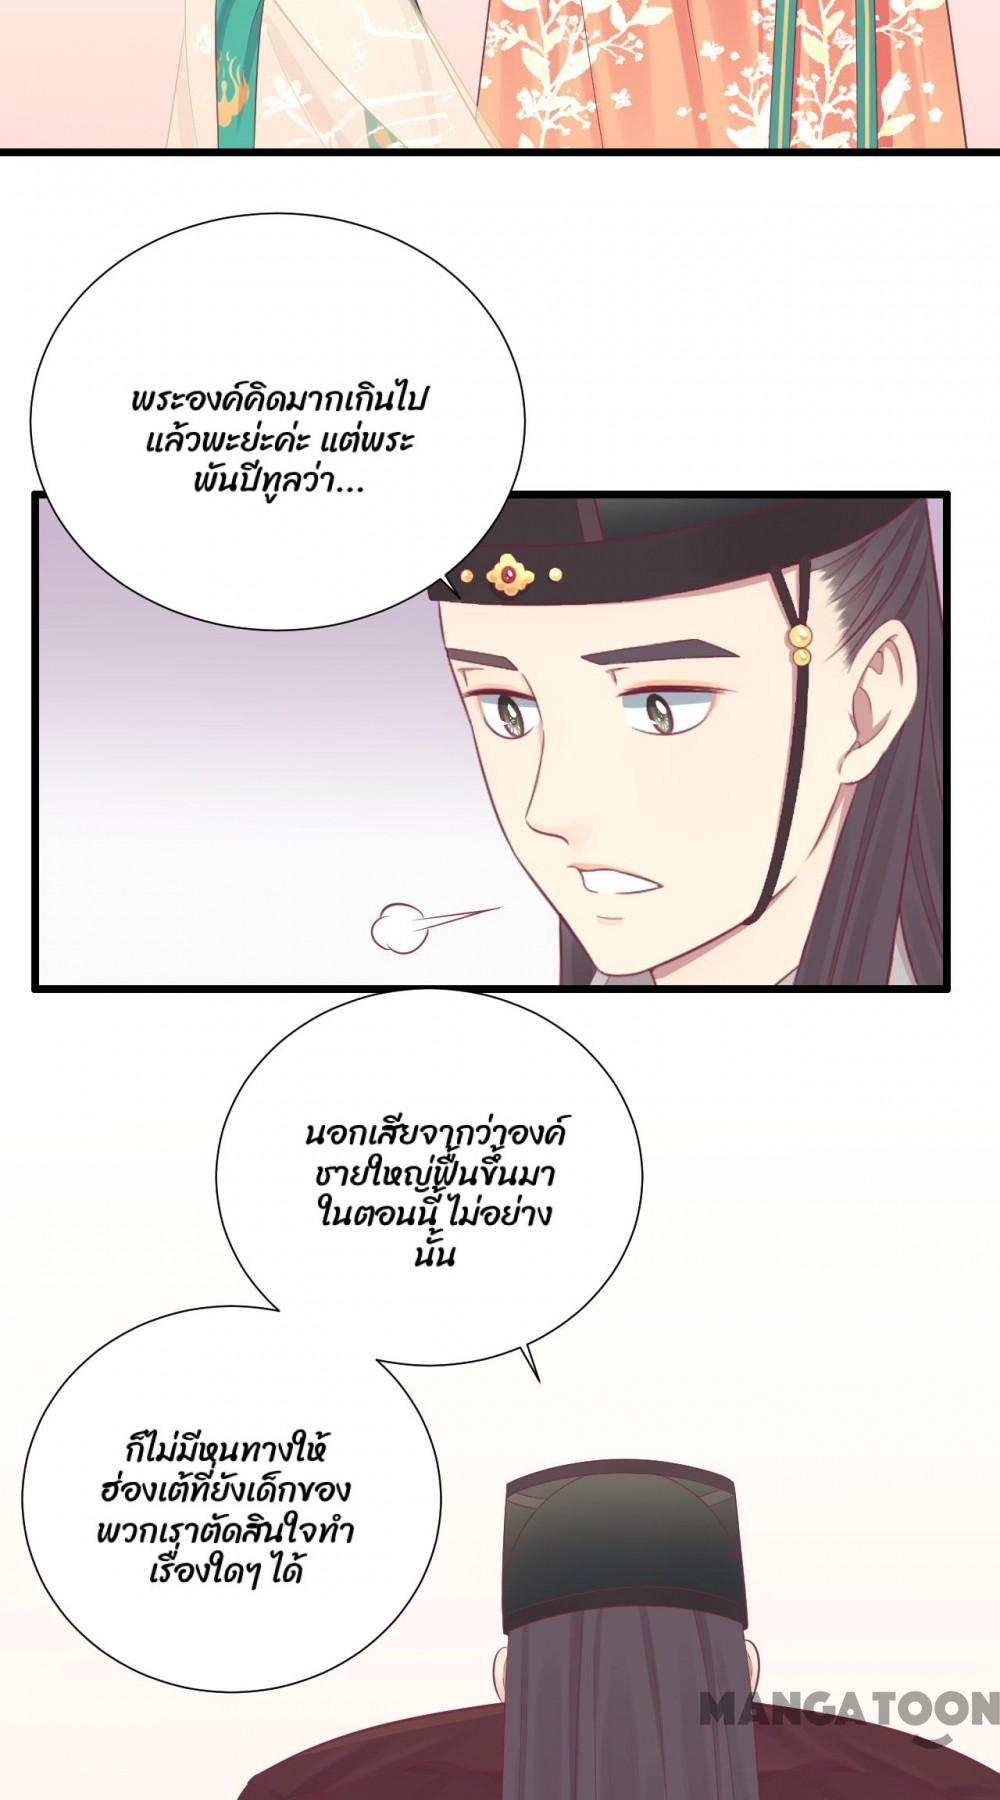 พระองค์คิดมากเกินไป
แล้วพะย่ะค่ะ แต่พระ
พันปีทูลว่า...
นอกเสียจากว่าองค์
ชายใหญ่ฟื้นขึ้นมา
ในตอนนี้ ไม่อย่าง
นั้น
ก็ไม่มีหนทางให้
ฮ่องเต้ที่ยังเด็กของ
พวกเราตัดสินใจทำ
เรื่องใดๆ ได้
MANGATOON